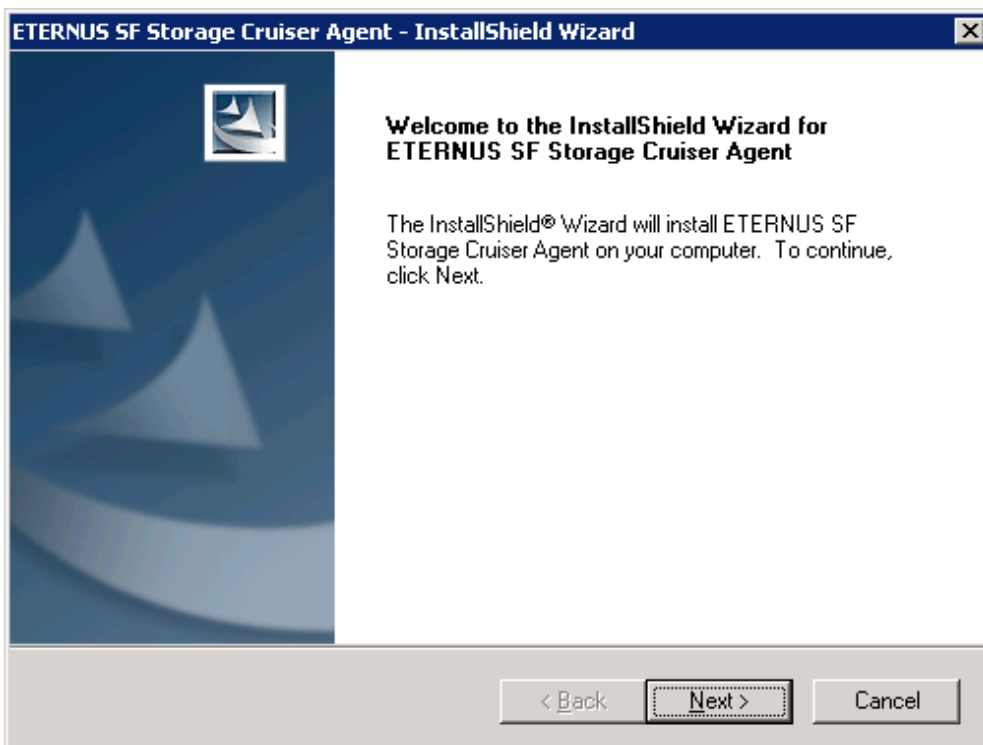 ETERNUS SF Storage Cruiser Agent - InstallShield Wizard
Welcome to the InstallShield Wizard for
ETERNUS SF Storage Cruiser Agent
The InstallShield® Wizard will install ETERNUS SF
Storage Cruiser Agent on your computer.  To continue,
click Next.
< Back
Next >
Cancel